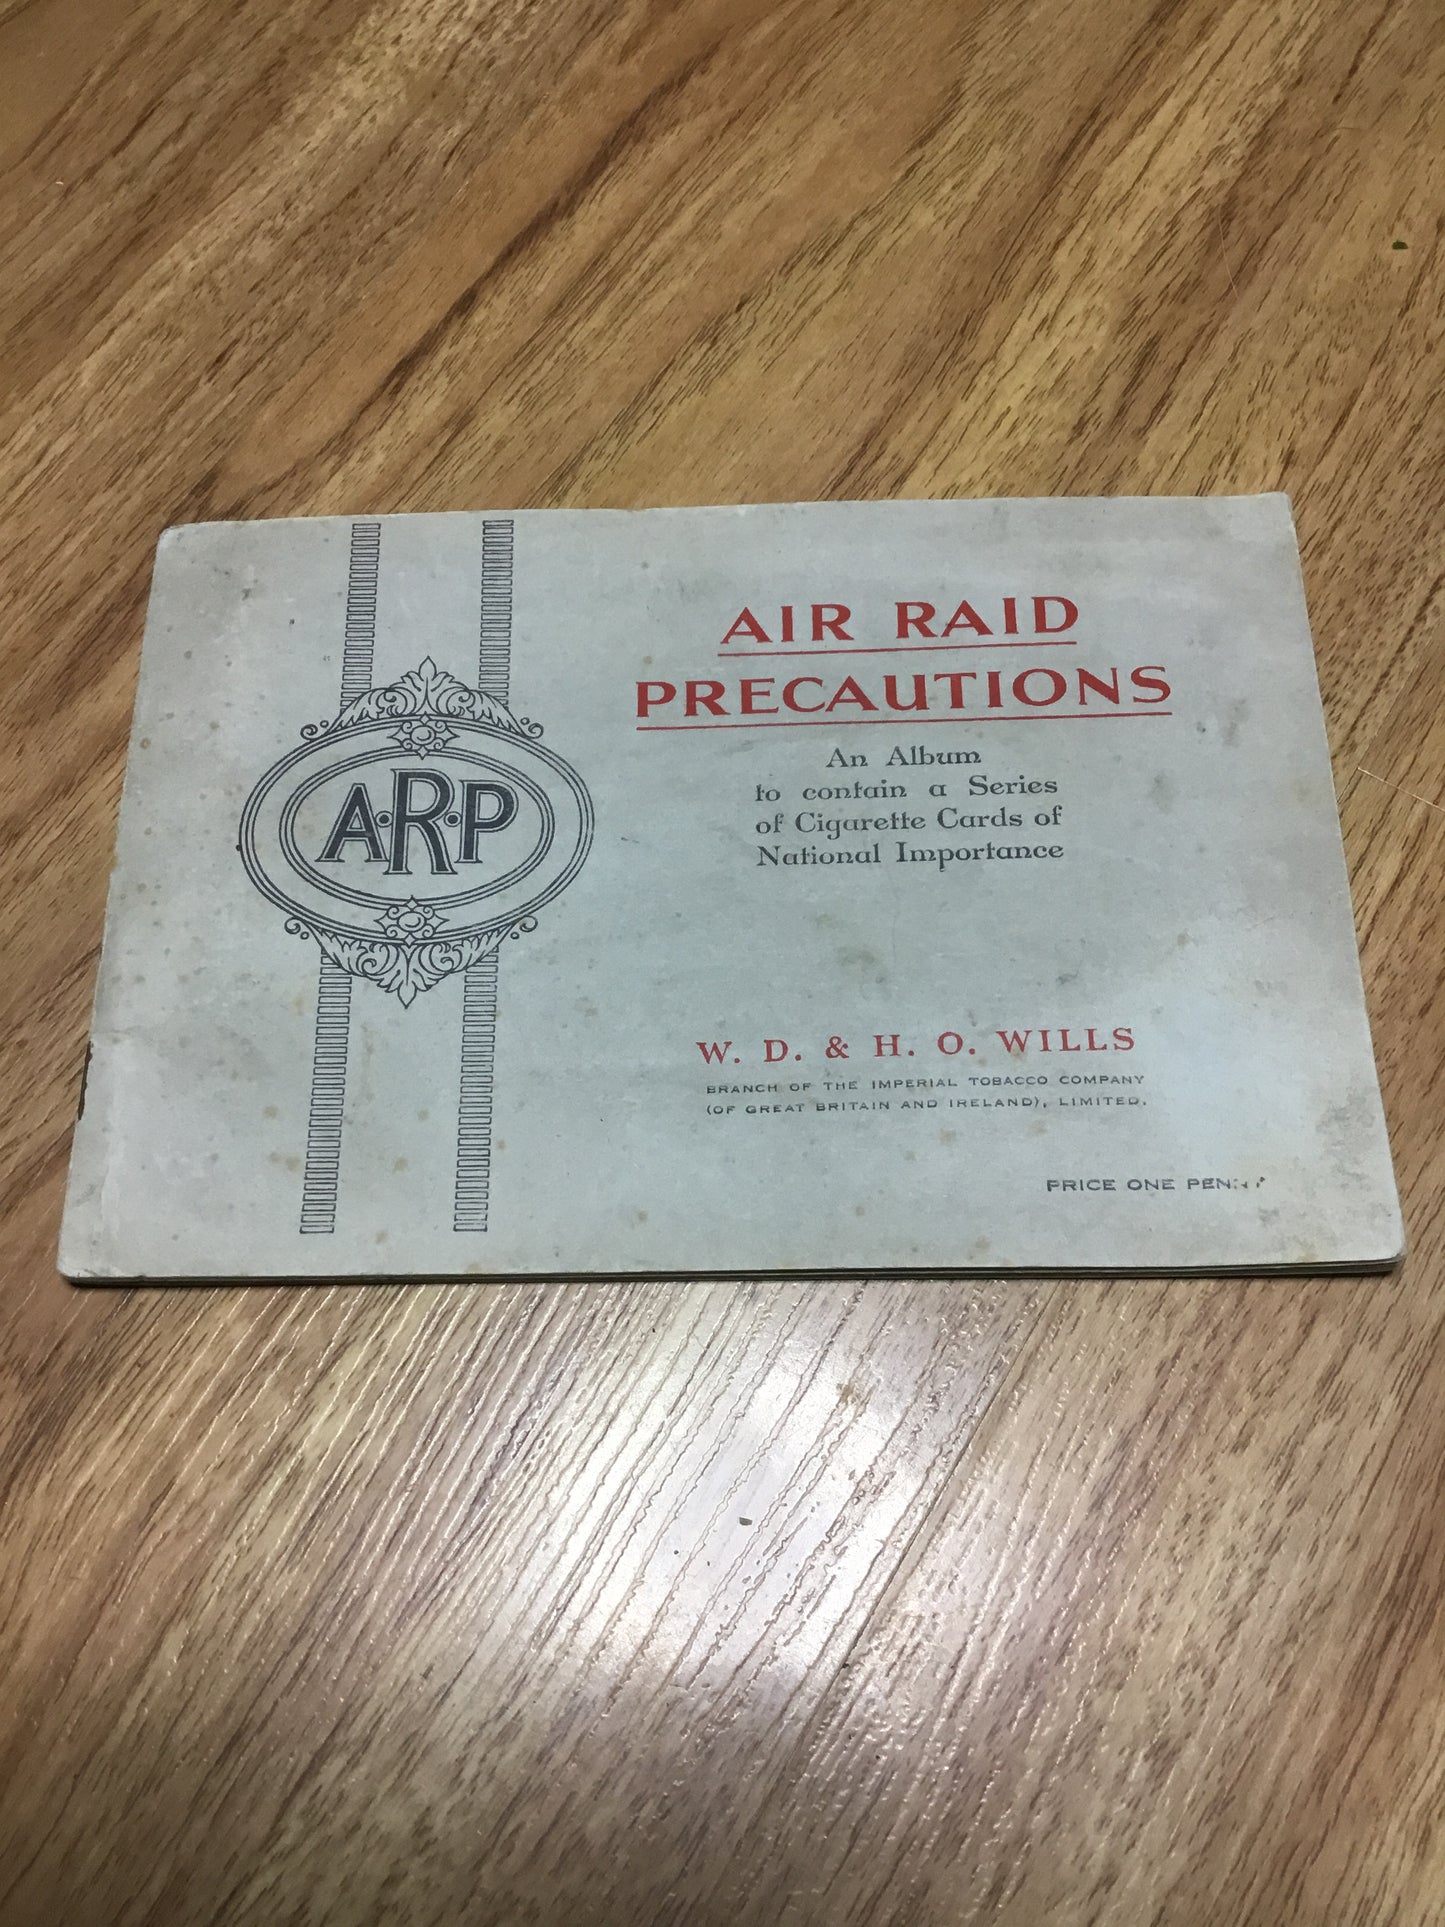 A·R·P
AIR RAID
PRECAUTIONS
An Album
to contain a Series
of Cigarette Cards of
National Importance
W. D. & H. O. WILLS
BRANCH OF THE IMPERIAL TOBACCO COMPANY
(OF GREAT BRITAIN AND IRELAND), LIMITED.
PRICE ONE PENNY